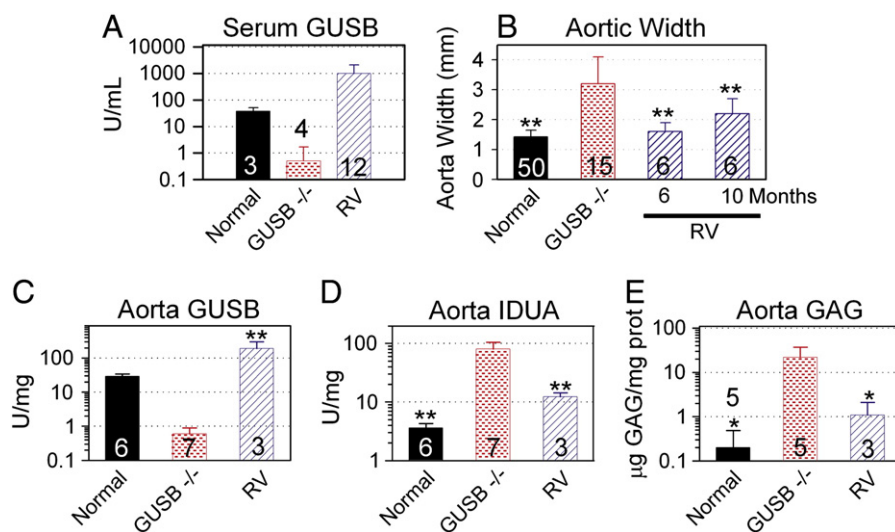 A Serum GUSB
U/mL
10000
1000
100
10
1
0.1
3
4
12
Normal
GUSB -/-
RV
B Aortic Width
Aorta Width (mm)
4
3
2
1
0
**
**
**
50
15
6
6
Normal
GUSB -/-
6 10 Months
RV
C Aorta GUSB
U/mg
100
10
1
0.1
**
6
7
3
Normal
GUSB -/-
RV
D Aorta IDUA
U/mg
100
10
1
**
**
6
7
3
Normal
GUSB -/-
RV
E Aorta GAG
µg GAG/mg prot
100
10
1
0.1
5
*
*
5
3
Normal
GUSB -/-
RV